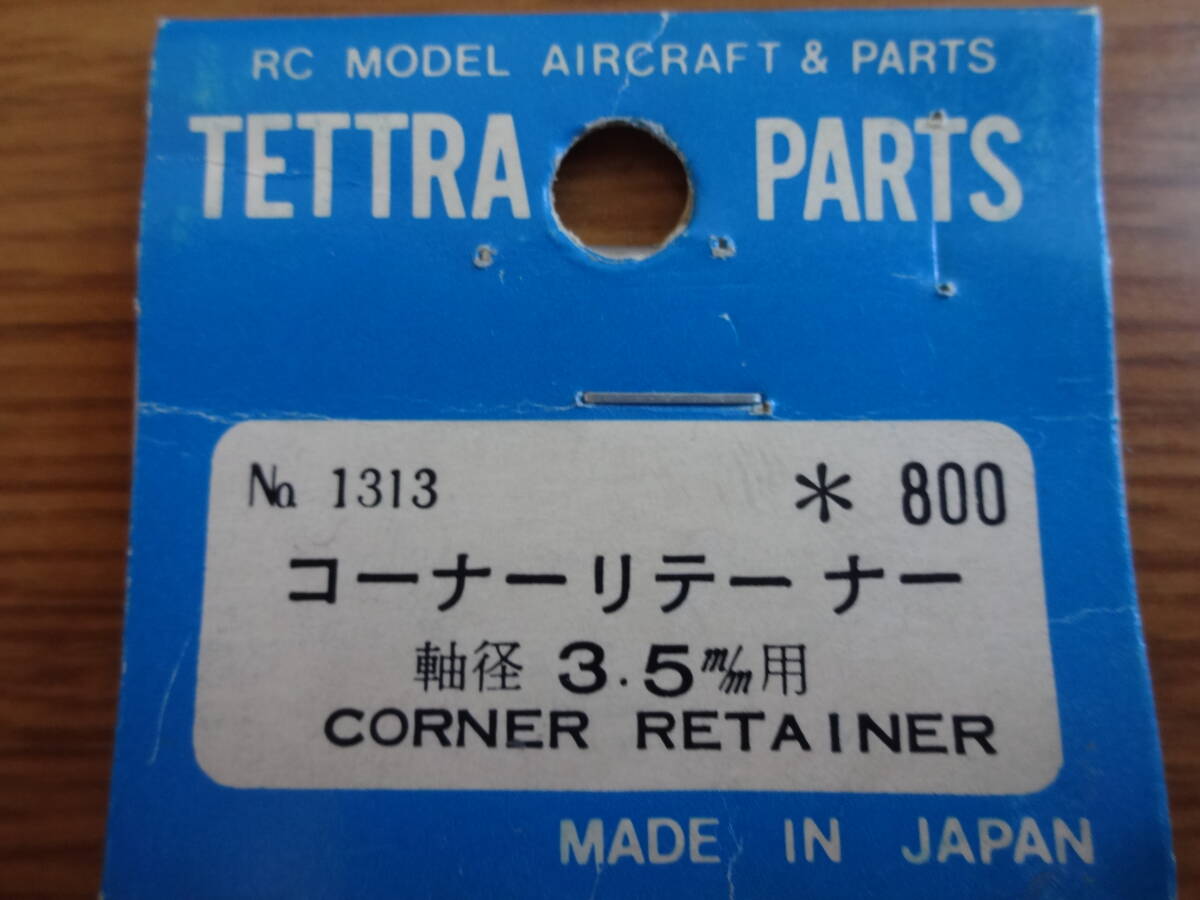 RC MODEL AIRCRAFT & PARTS
TETTRA PARTS
No. 1313 * 800
コーナーリテーナー
軸径 3.5 m/m用
CORNER RETAINER
MADE IN JAPAN